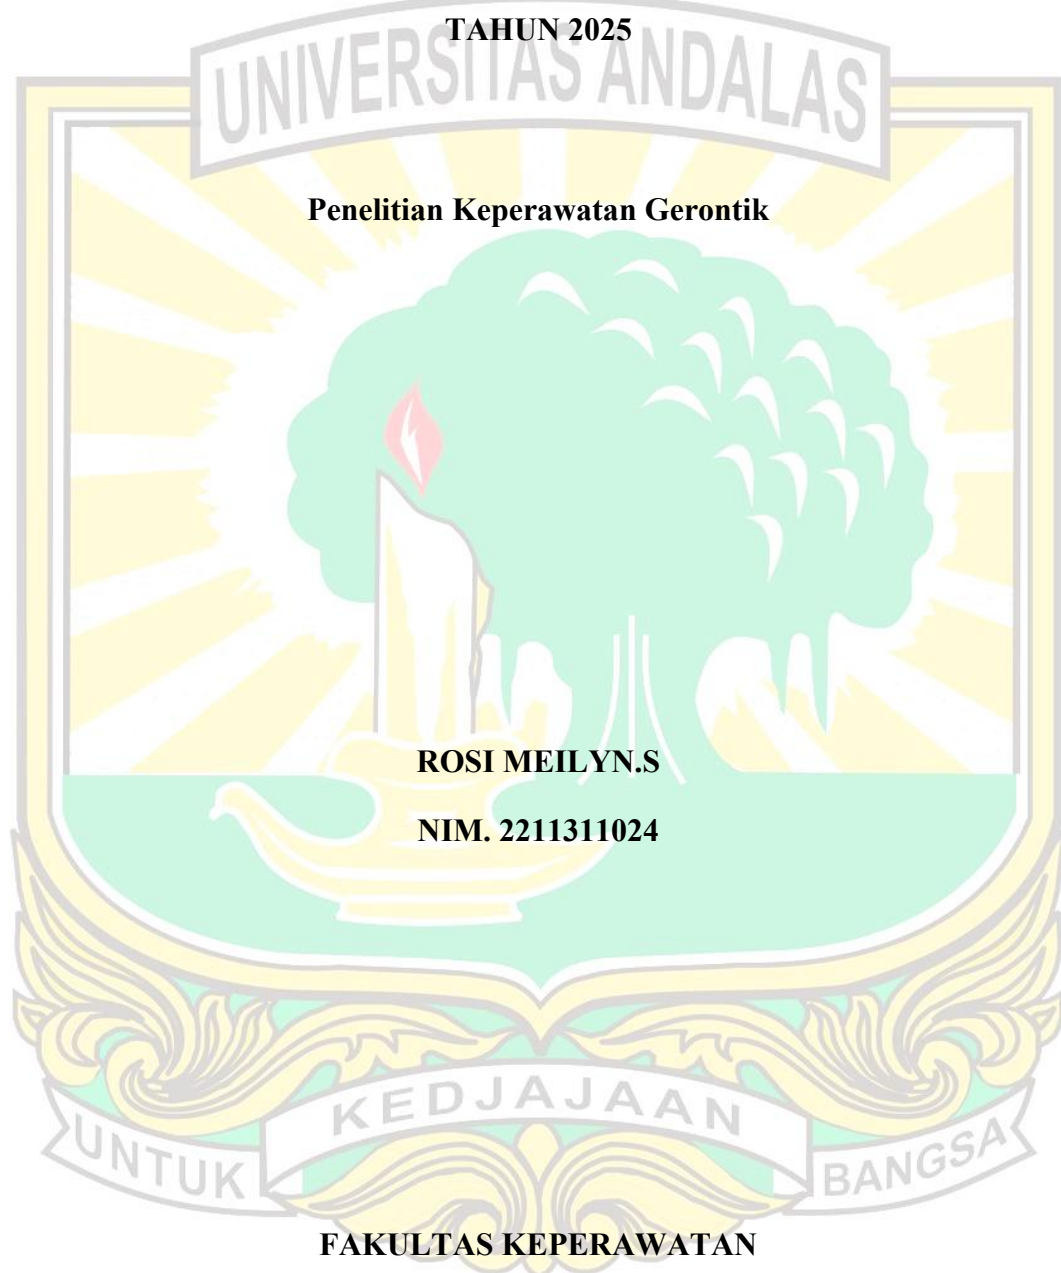 TAHUN 2025
UNIVERSITAS ANDALAS
Penelitian Keperawatan Gerontik
ROSI MEILYN.S
NIM. 2211311024
UNTUK KEDJAJAAN BANGSA
FAKULTAS KEPERAWATAN